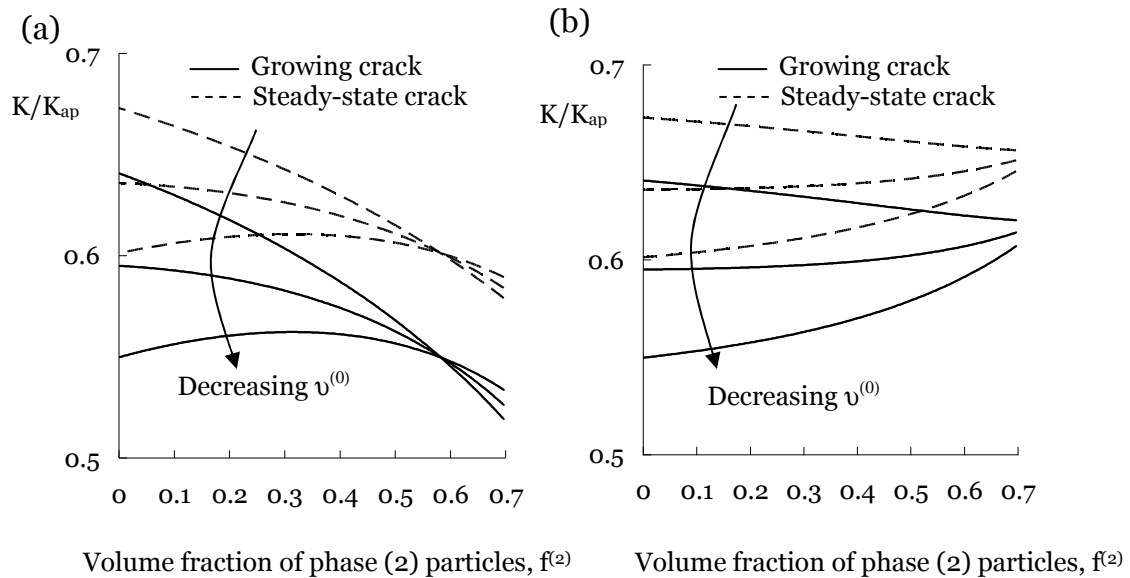 (a)
0.7
K/Kap
Growing crack
Steady-state crack
0.6
Decreasing υ(0)
0.5
0 0.1 0.2 0.3 0.4 0.5 0.6 0.7
Volume fraction of phase (2) particles, f(2)
(b)
0.7
K/Kap
Growing crack
Steady-state crack
0.6
Decreasing υ(0)
0.5
0 0.1 0.2 0.3 0.4 0.5 0.6 0.7
Volume fraction of phase (2) particles, f(2)